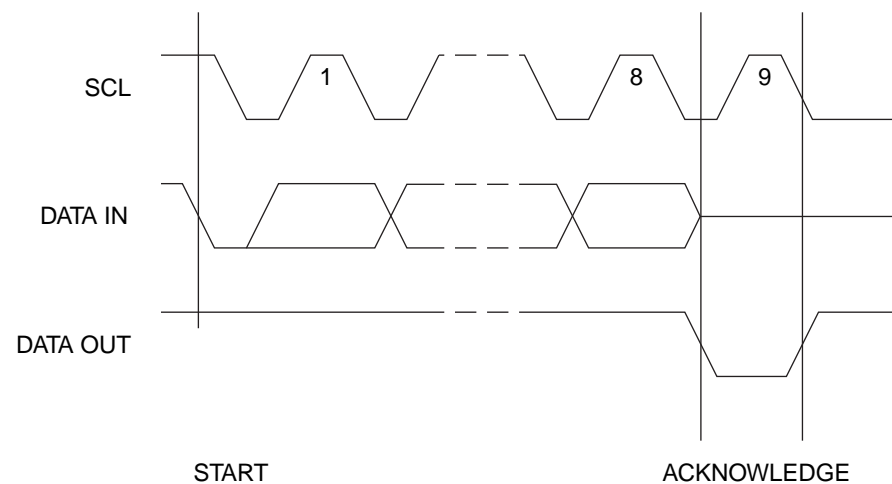 SCL
1
8
9
DATA IN
DATA OUT
START
ACKNOWLEDGE